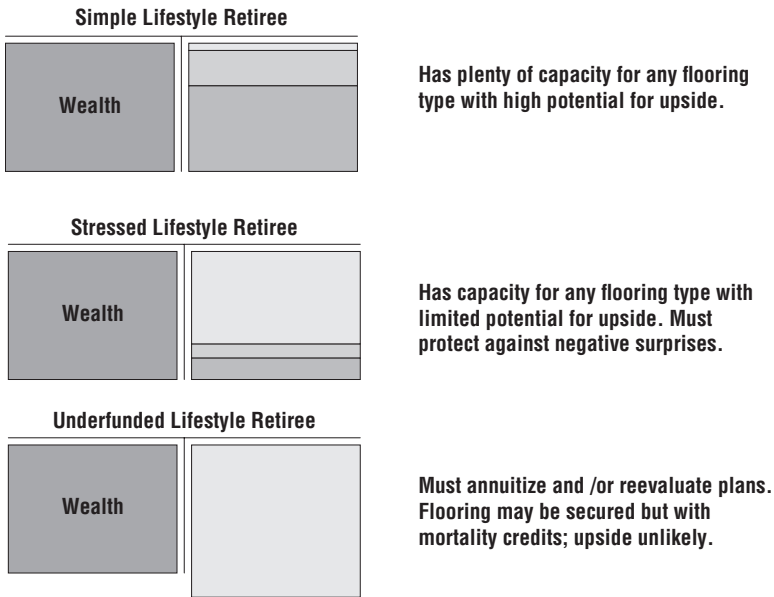 Simple Lifestyle Retiree
Wealth
Has plenty of capacity for any flooring
type with high potential for upside.
Stressed Lifestyle Retiree
Wealth
Has capacity for any flooring type with
limited potential for upside. Must
protect against negative surprises.
Underfunded Lifestyle Retiree
Wealth
Must annuitize and /or reevaluate plans.
Flooring may be secured but with
mortality credits; upside unlikely.